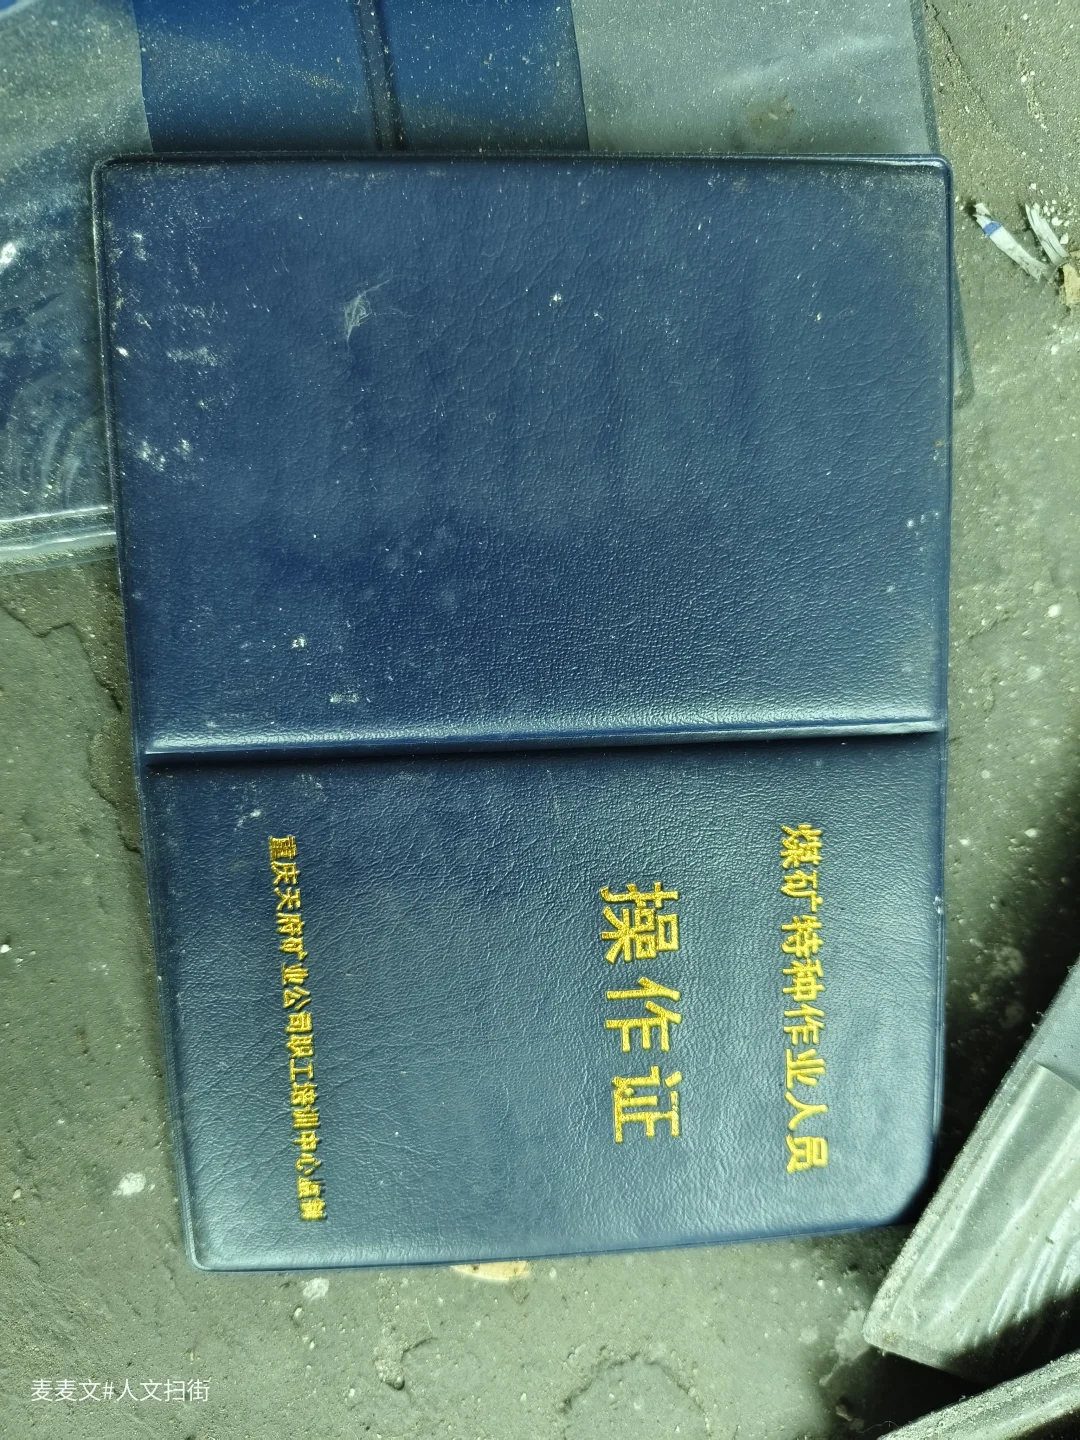 煤矿特种作业人员
操作证
重庆天府矿业公司职工培训中心监制
麦麦文#人文扫街